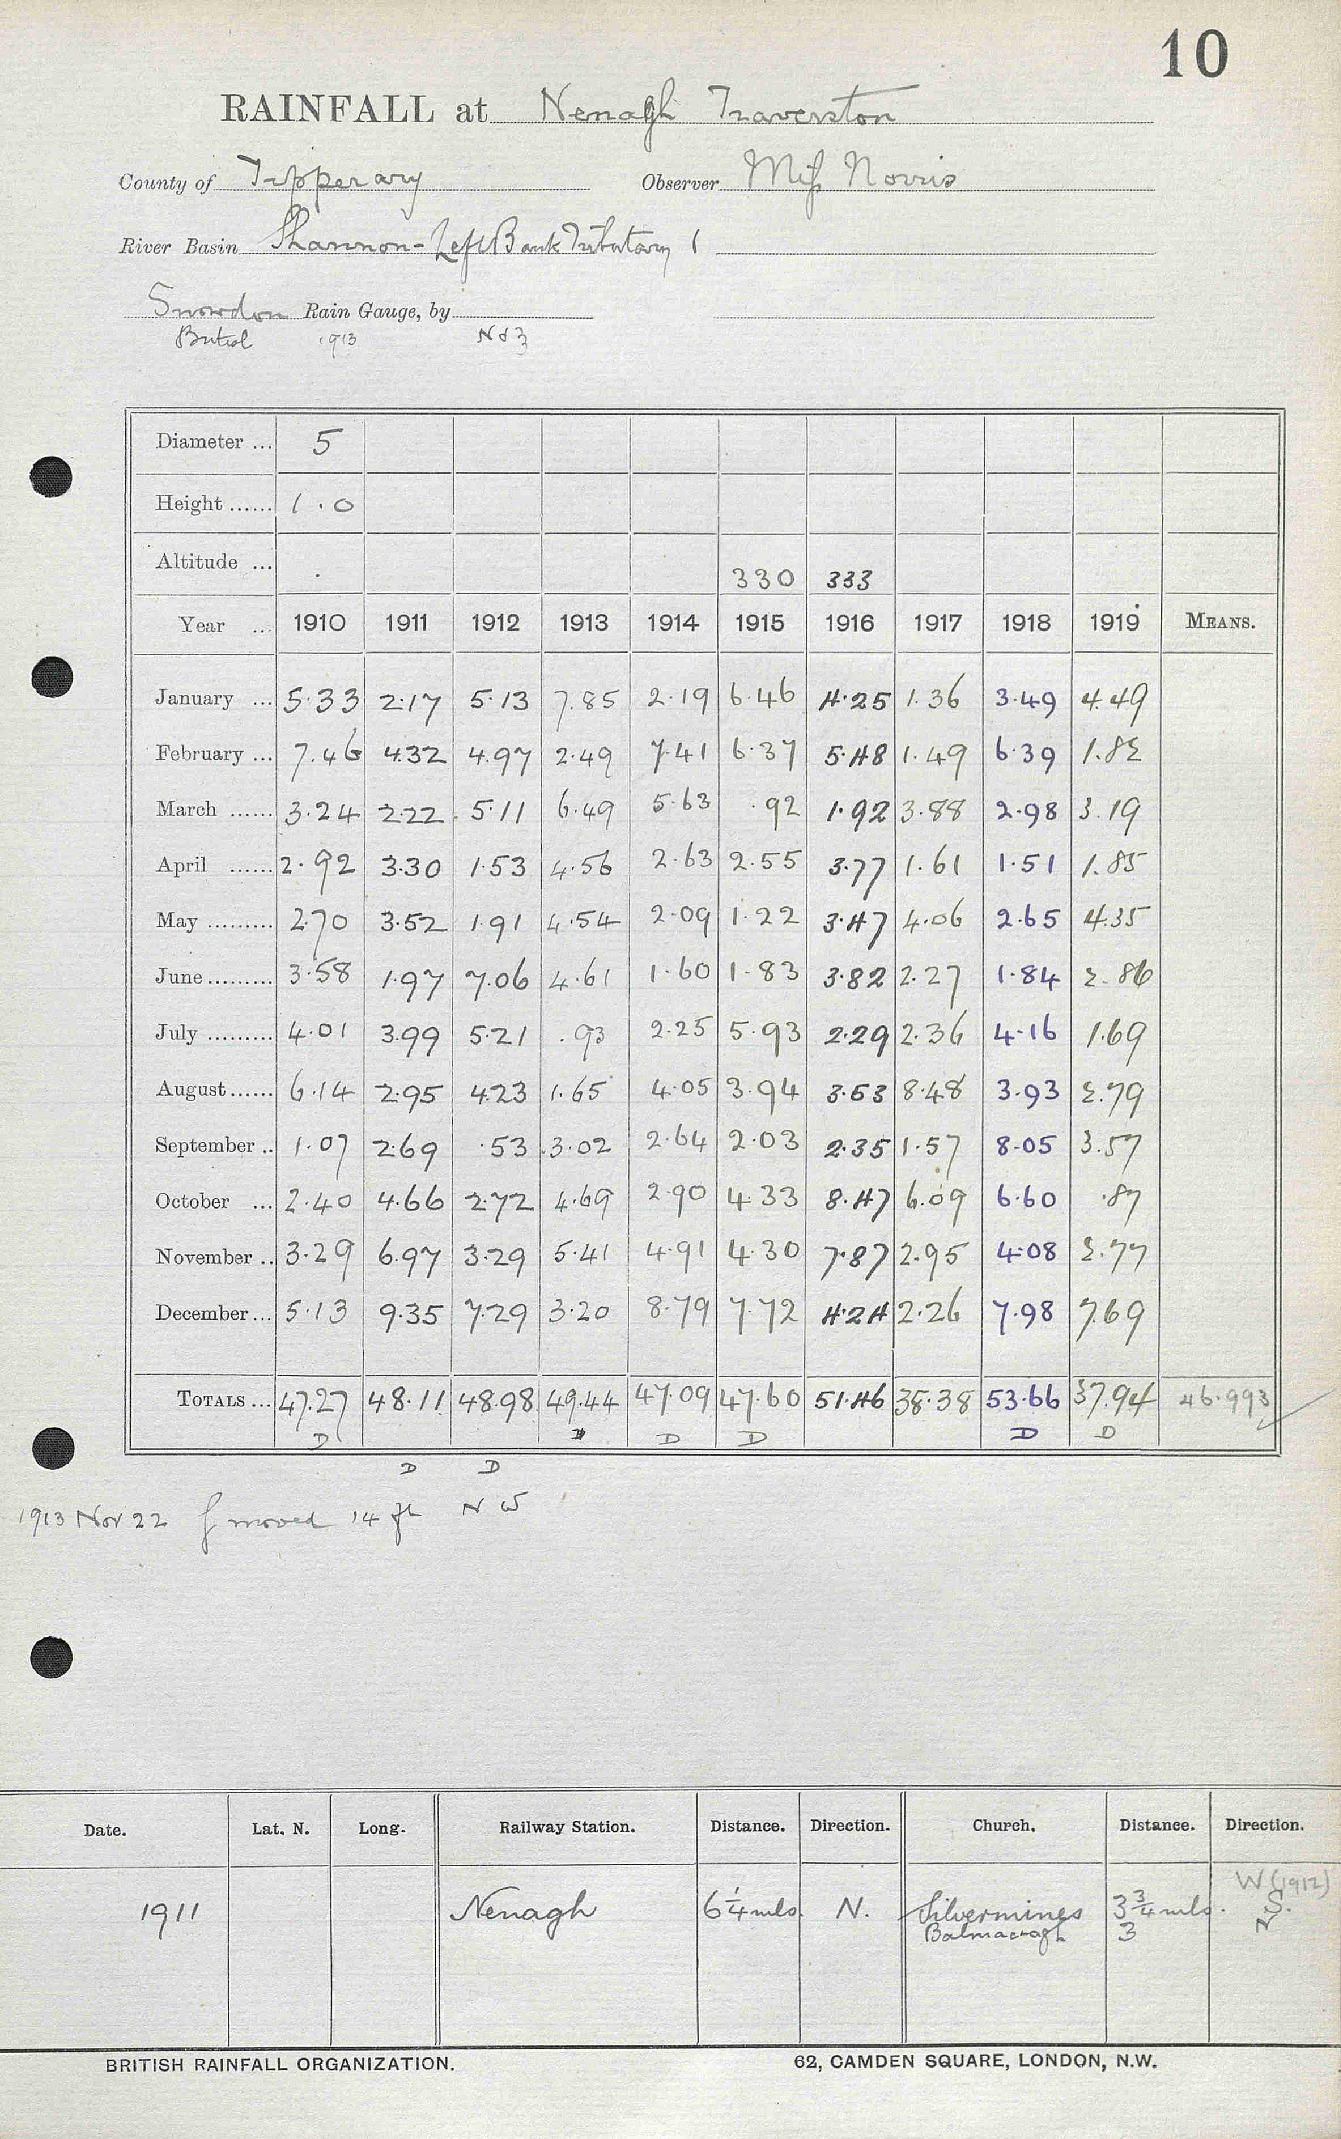 10
RAINFALL at Nenagh Traverston
County of Tipperary Observer Miss Norris
River Basin Shannon - Left Bank Tributary 1
Snowdon Rain Gauge, by
1913 No 3
Diameter ... 5
Height ...... 1.0
Altitude ... 330 333
Year ... 1910 1911 1912 1913 1914 1915 1916 1917 1918 1919 MEANS.
January ... 5.33 2.17 5.13 7.85 2.19 6.46 4.25 1.36 3.49 4.49
February ... 7.46 4.32 4.97 2.49 7.41 6.37 5.48 1.49 6.39 1.82
March ...... 3.24 2.22 5.11 6.49 5.63 .92 1.92 3.88 2.98 3.19
April ...... 2.92 3.30 1.53 4.56 2.63 2.55 3.77 1.61 1.51 1.85
May ......... 2.70 3.52 1.91 4.54 2.09 1.22 3.47 4.06 2.65 4.35
June ......... 3.58 1.97 7.06 4.61 1.60 1.83 3.82 2.27 1.84 2.86
July ......... 4.01 3.99 5.21 .93 2.25 5.93 2.29 2.36 4.16 1.69
August ...... 6.14 2.95 4.23 1.65 4.05 3.94 3.53 8.48 3.93 2.79
September .. 1.07 2.69 .53 3.02 2.64 2.03 2.35 1.57 8.05 3.57
October ... 2.40 4.66 2.72 4.69 2.90 4.33 8.47 6.09 6.60 .87
November .. 3.29 6.97 3.29 5.41 4.91 4.30 7.87 2.95 4.08 2.77
December ... 5.13 9.35 7.29 3.20 8.79 7.72 4.24 2.26 7.98 7.69
TOTALS ... 47.27 48.11 48.98 49.44 47.09 47.60 51.46 38.38 53.66 37.94 46.993
D D D D D D
D D
1913 Nov 22 g moved 14 ft N W
Date. Lat. N. Long. Railway Station. Distance. Direction. Church. Distance. Direction.
W (1912)
1911 Nenagh 6 1/4 mls. N. Silvermines 3 3/4 mls. S.
3 N
BRITISH RAINFALL ORGANIZATION. 62, CAMDEN SQUARE, LONDON, N.W.